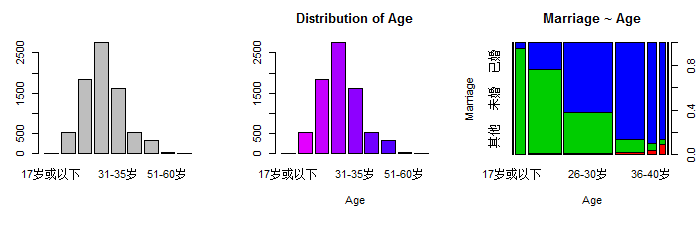 2500
1500
500
0
17岁或以下 31-35岁 51-60岁
Distribution of Age
2500
1500
500
0
17岁或以下 31-35岁 51-60岁
Age
Marriage ~ Age
Marriage
其他 未婚 已婚
0.8
0.4
0.0
17岁或以下 26-30岁 36-40岁
Age